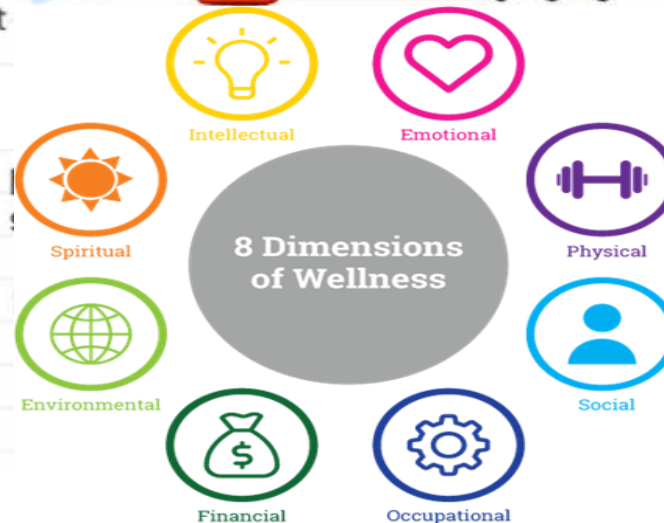 t
Intellectual
Emotional
Spiritual
8 Dimensions
of Wellness
Physical
Environmental
Social
$
Financial
Occupational